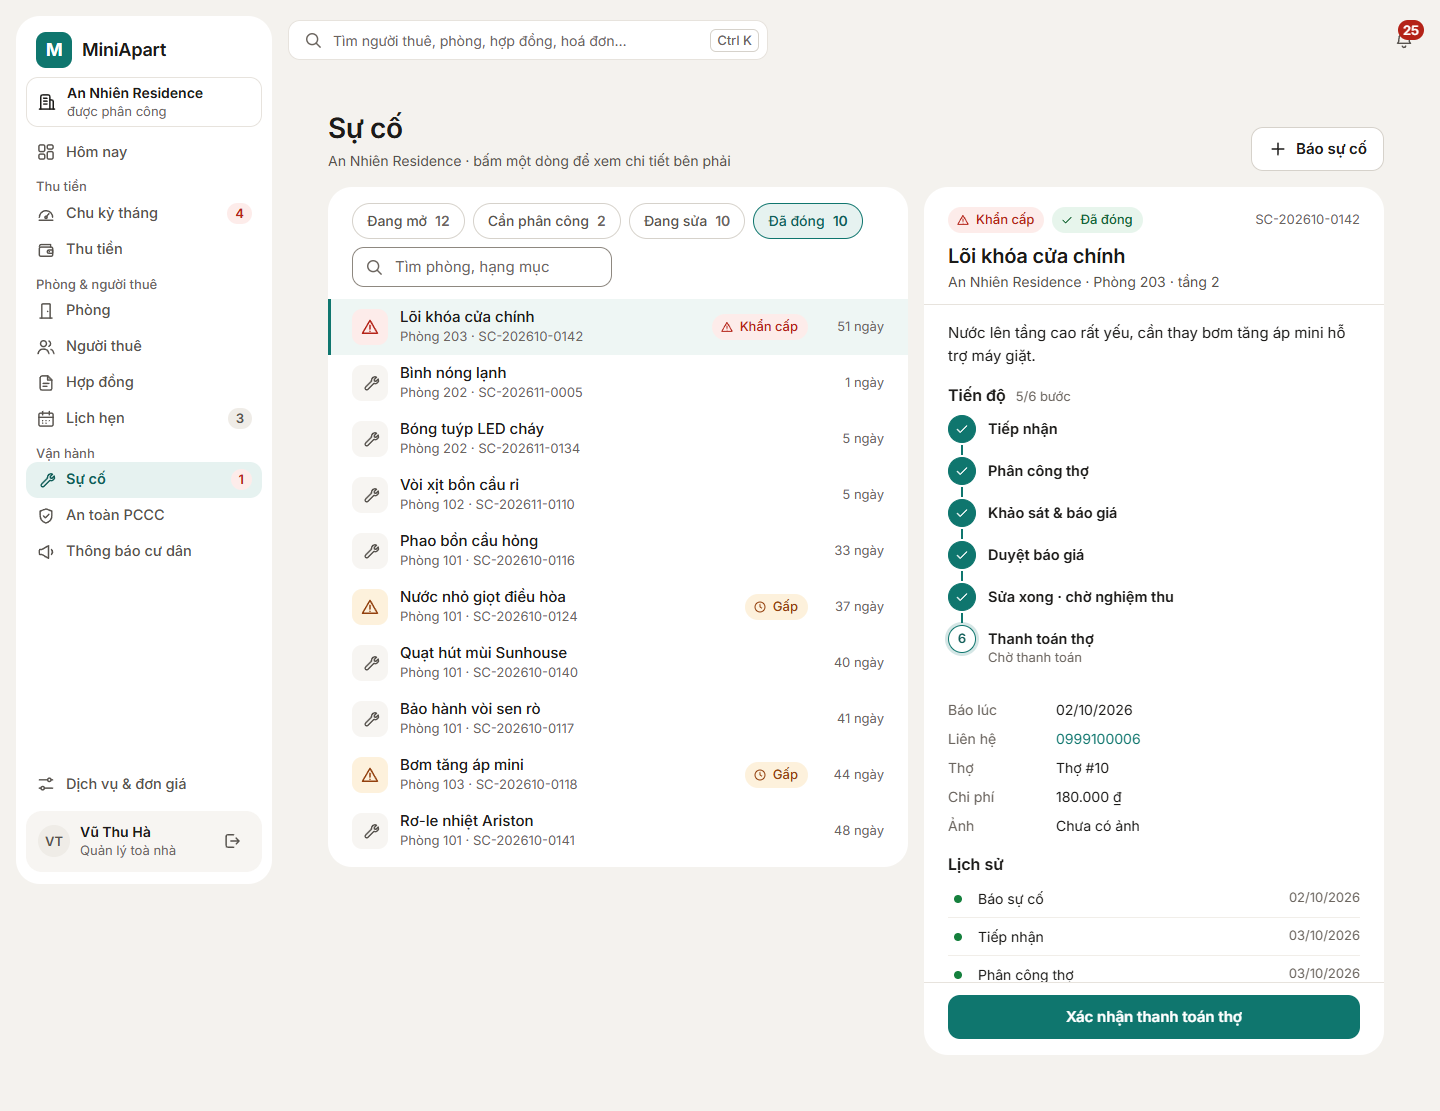 M MiniApart
An Nhiên Residence
được phân công
Hôm nay
Thu tiền
Chu kỳ tháng 4
Thu tiền
Phòng & người thuê
Phòng
Người thuê
Hợp đồng
Lịch hẹn 3
Vận hành
Sự cố 1
An toàn PCCC
Thông báo cư dân
Dịch vụ & đơn giá
VT
Vũ Thu Hà
Quản lý toà nhà
Tìm người thuê, phòng, hợp đồng, hoá đơn... Ctrl K
25
Sự cố
An Nhiên Residence · bấm một dòng để xem chi tiết bên phải
Báo sự cố
Đang mở 12 Cần phân công 2 Đang sửa 10 Đã đóng 10
Tìm phòng, hạng mục
Lõi khóa cửa chính
Phòng 203 · SC-202610-0142
Khẩn cấp 51 ngày
Bình nóng lạnh
Phòng 202 · SC-202611-0005
1 ngày
Bóng tuýp LED cháy
Phòng 202 · SC-202611-0134
5 ngày
Vòi xịt bồn cầu rỉ
Phòng 102 · SC-202611-0110
5 ngày
Phao bồn cầu hỏng
Phòng 101 · SC-202610-0116
33 ngày
Nước nhỏ giọt điều hòa
Phòng 101 · SC-202610-0124
Gấp 37 ngày
Quạt hút mùi Sunhouse
Phòng 101 · SC-202610-0140
40 ngày
Bảo hành vòi sen rò
Phòng 101 · SC-202610-0117
41 ngày
Bơm tăng áp mini
Phòng 103 · SC-202610-0118
Gấp 44 ngày
Rơ-le nhiệt Ariston
Phòng 101 · SC-202610-0141
48 ngày
Khẩn cấp Đã đóng SC-202610-0142
Lõi khóa cửa chính
An Nhiên Residence · Phòng 203 · tầng 2
Nước lên tầng cao rất yếu, cần thay bơm tăng áp mini hỗ
trợ máy giặt.
Tiến độ 5/6 bước
Tiếp nhận
Phân công thợ
Khảo sát & báo giá
Duyệt báo giá
Sửa xong · chờ nghiệm thu
6 Thanh toán thợ
Chờ thanh toán
Báo lúc 02/10/2026
Liên hệ 0999100006
Thợ Thợ #10
Chi phí 180.000 ₫
Ảnh Chưa có ảnh
Lịch sử
Báo sự cố 02/10/2026
Tiếp nhận 03/10/2026
Phân công thợ 03/10/2026
Xác nhận thanh toán thợ